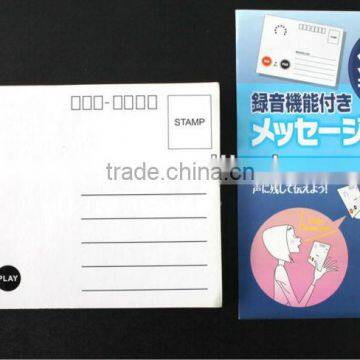 □□□-□□□□
STAMP
PLAY
録音機能付き
メッセージ
声に残して伝えよう!
trade.china.cn